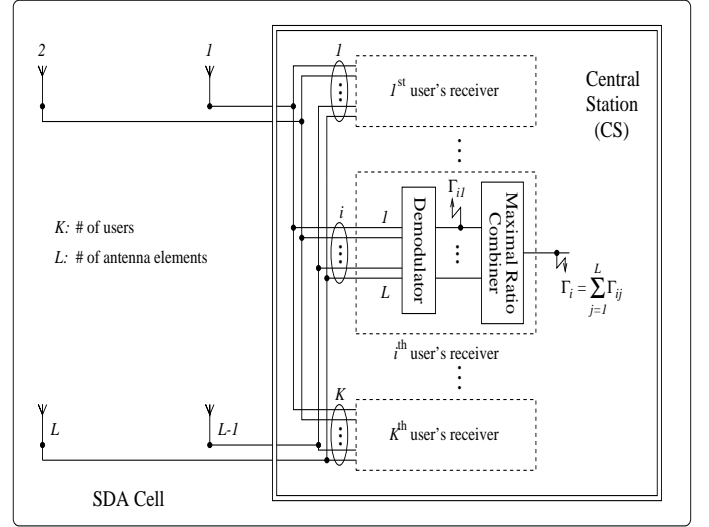 2
1
1
1st user's receiver
Central
Station
(CS)
K: # of users
L: # of antenna elements
i
1
L
Demodulator
Γi1
Maximal Ratio
Combiner
Γi = ∑ Γij
L
j=1
ith user's receiver
K
Kth user's receiver
L
L-1
SDA Cell